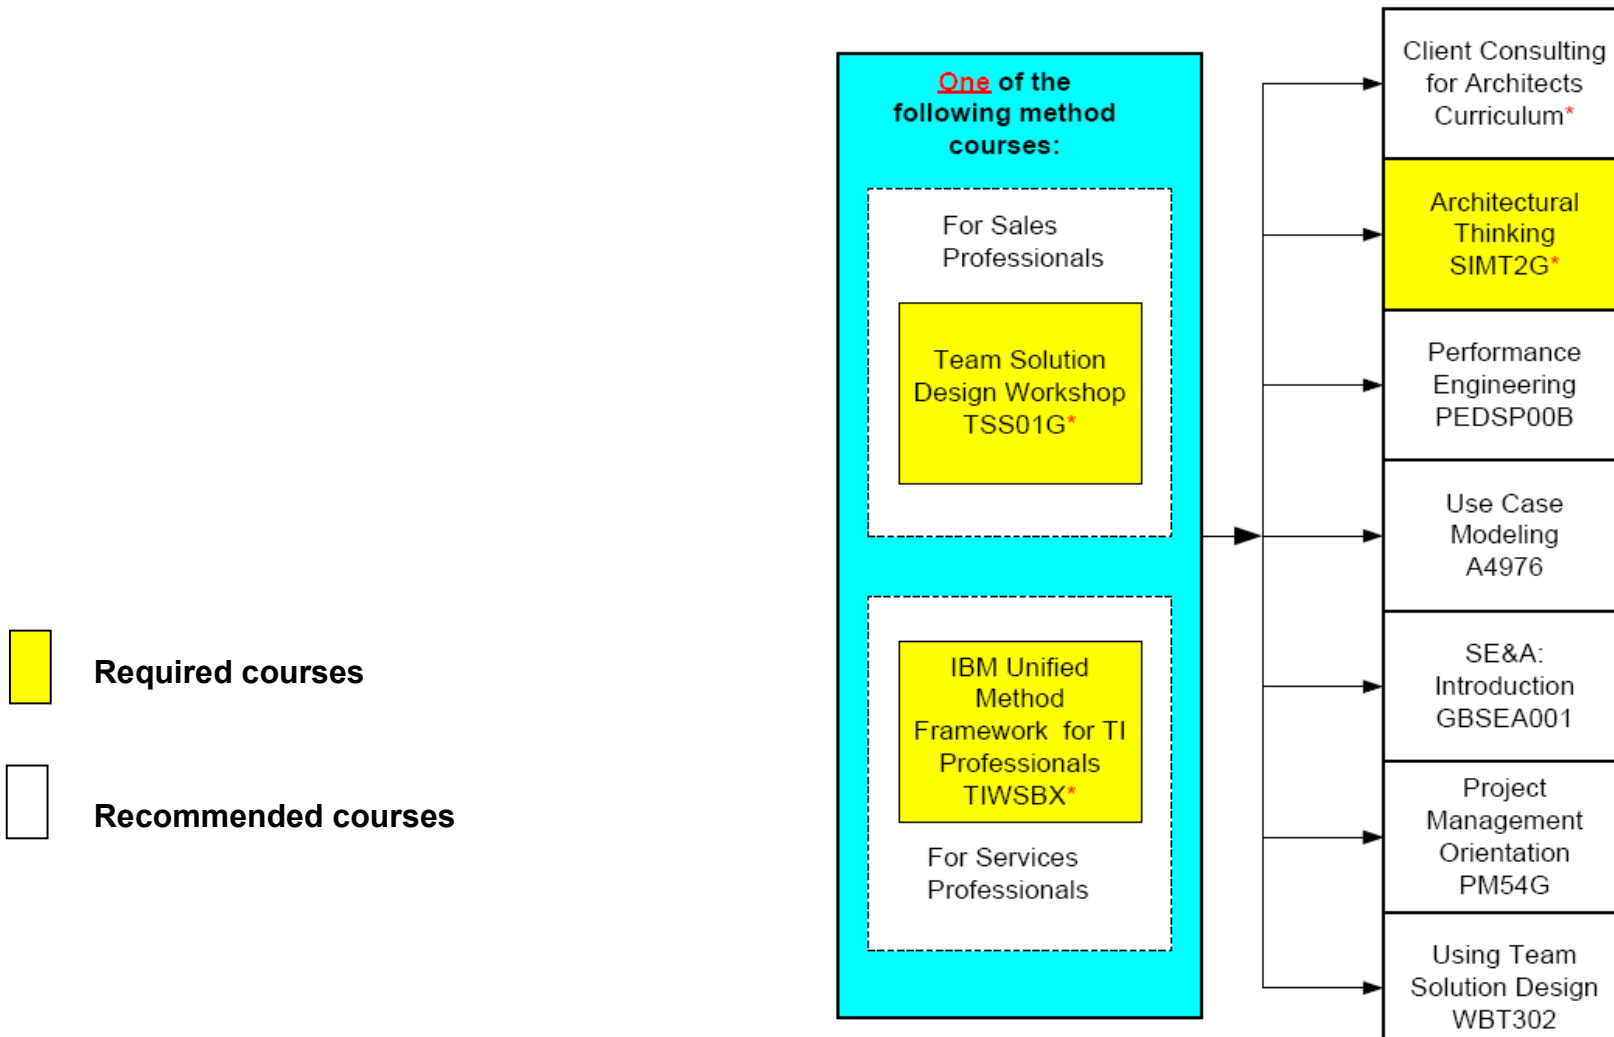 One of the
following method
courses:
For Sales
Professionals
Team Solution
Design Workshop
TSS01G*
IBM Unified
Method
Framework for TI
Professionals
TIWSBX*
For Services
Professionals
Client Consulting
for Architects
Curriculum*
Architectural
Thinking
SIMT2G*
Performance
Engineering
PEDSP00B
Use Case
Modeling
A4976
SE&A:
Introduction
GBSEA001
Project
Management
Orientation
PM54G
Using Team
Solution Design
WBT302
Required courses
Recommended courses